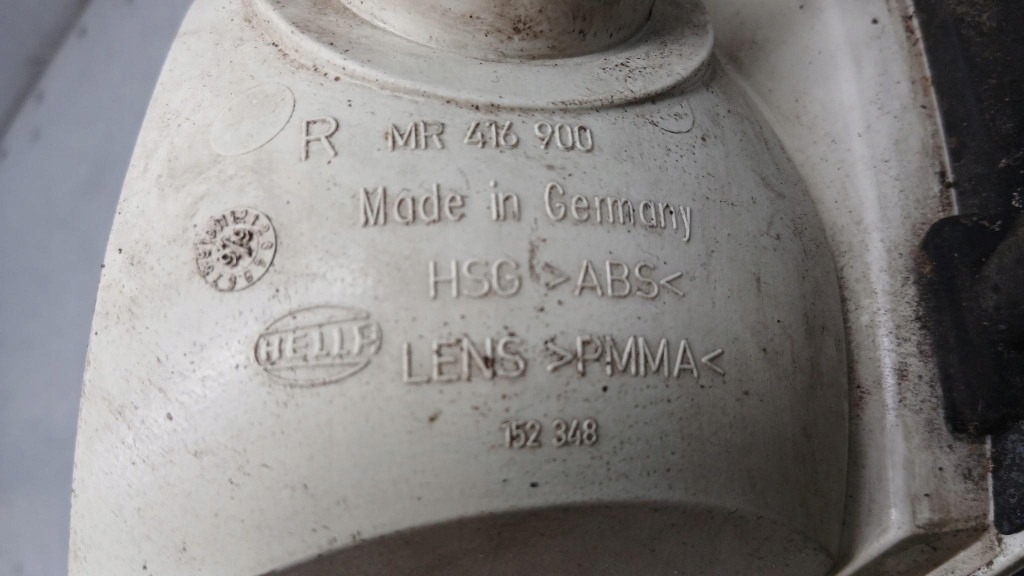 R MR 416 900
Made in Germany
HSG >ABS<
HELLA LENS >PMMA<
152 348